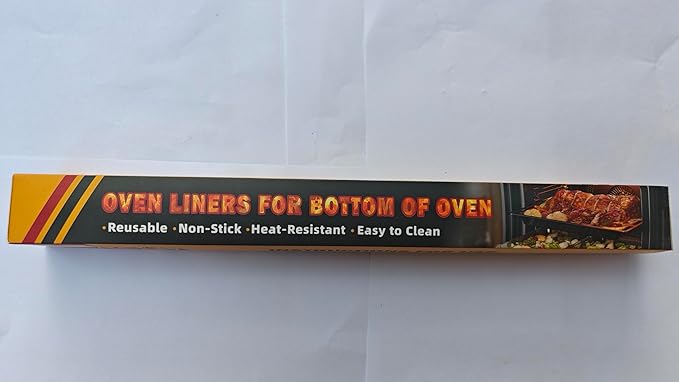 OVEN LINERS FOR BOTTOM OF OVEN
·Reusable ·Non-Stick ·Heat-Resistant ·Easy to Clean